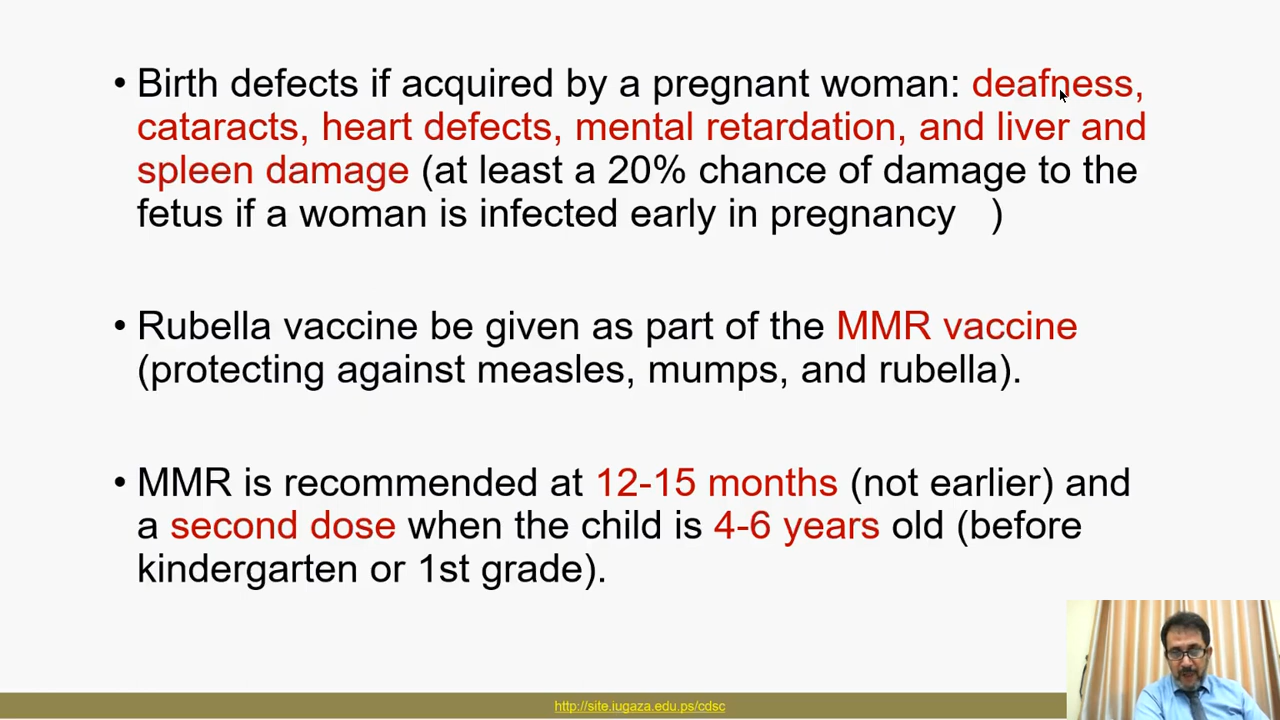 • Birth defects if acquired by a pregnant woman: deafness,
cataracts, heart defects, mental retardation, and liver and
spleen damage (at least a 20% chance of damage to the
fetus if a woman is infected early in pregnancy )
• Rubella vaccine be given as part of the MMR vaccine
(protecting against measles, mumps, and rubella).
• MMR is recommended at 12-15 months (not earlier) and
a second dose when the child is 4-6 years old (before
kindergarten or 1st grade).
http://site.iugaza.edu.ps/cdsc